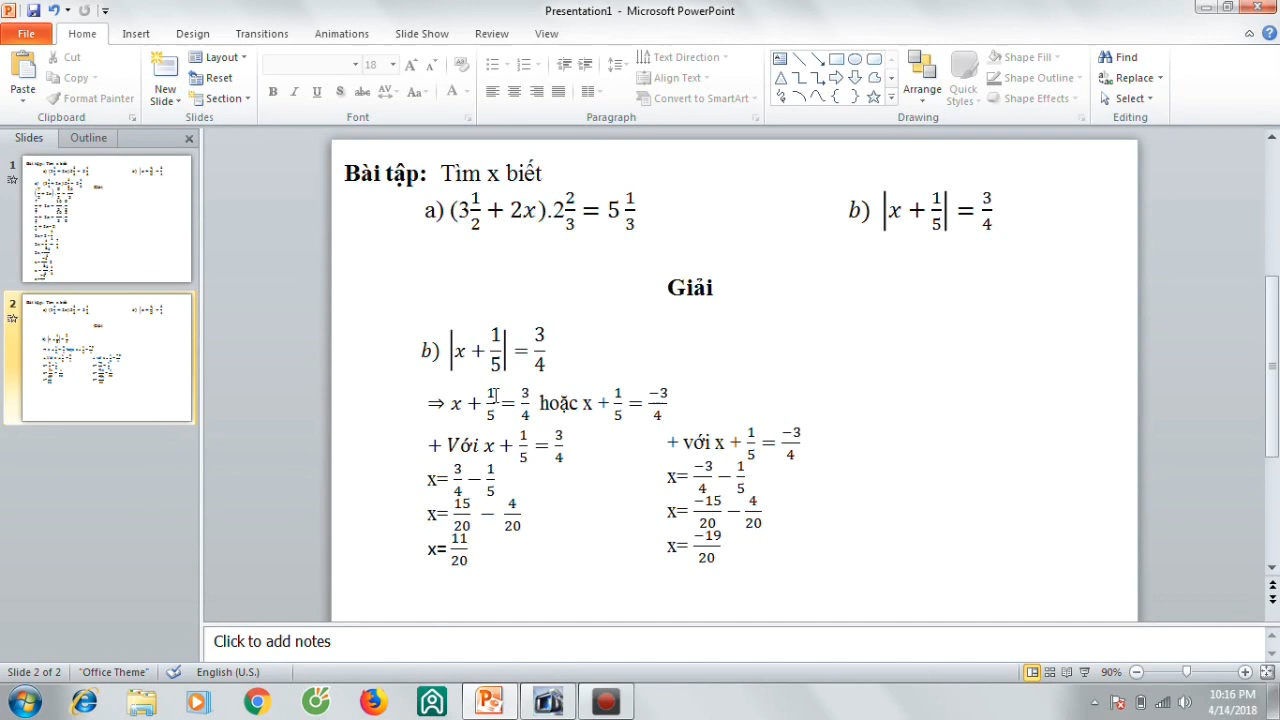 Presentation1 - Microsoft PowerPoint
File Home Insert Design Transitions Animations Slide Show Review View
Paste Cut Copy Format Painter Clipboard
New Slide Layout Reset Section Slides
18 B I U S abc AV Aa A Font
Text Direction Align Text Convert to SmartArt Paragraph
Arrange Quick Styles Shape Fill Shape Outline Shape Effects Drawing
Find Replace Select Editing
Slides Outline
1
2
Bài tập: Tìm x biết
a) (3 1/2 + 2x).2 2/3 = 5 1/3
b) |x + 1/5| = 3/4
Giải
b) |x + 1/5| = 3/4
⇒ x + 1/5 = 3/4 hoặc x + 1/5 = −3/4
+ Với x + 1/5 = 3/4
x= 3/4 − 1/5
x= 15/20 − 4/20
x= 11/20
+ với x + 1/5 = −3/4
x= −3/4 − 1/5
x= −15/20 − 4/20
x= −19/20
Click to add notes
Slide 2 of 2 "Office Theme" English (U.S.) 90%
10:16 PM
4/14/2018